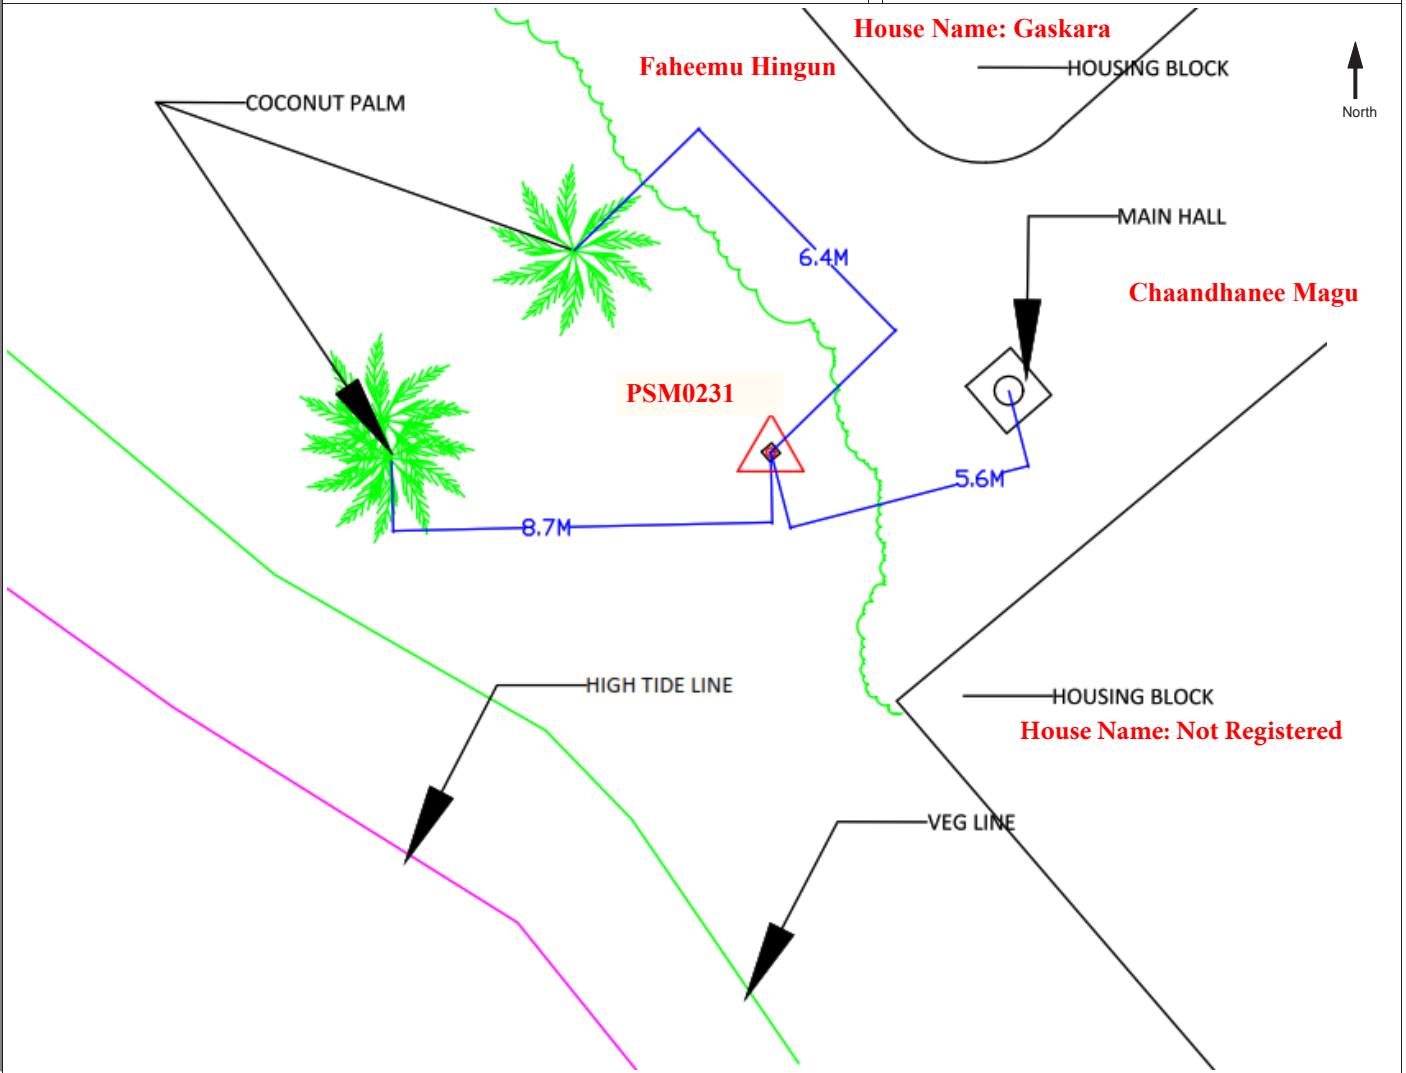 House Name: Gaskara
Faheemu Hingun
HOUSING BLOCK
North
COCONUT PALM
MAIN HALL
6.4M
Chaandhanee Magu
PSM0231
5.6M
8.7M
HIGH TIDE LINE
HOUSING BLOCK
House Name: Not Registered
VEG LINE